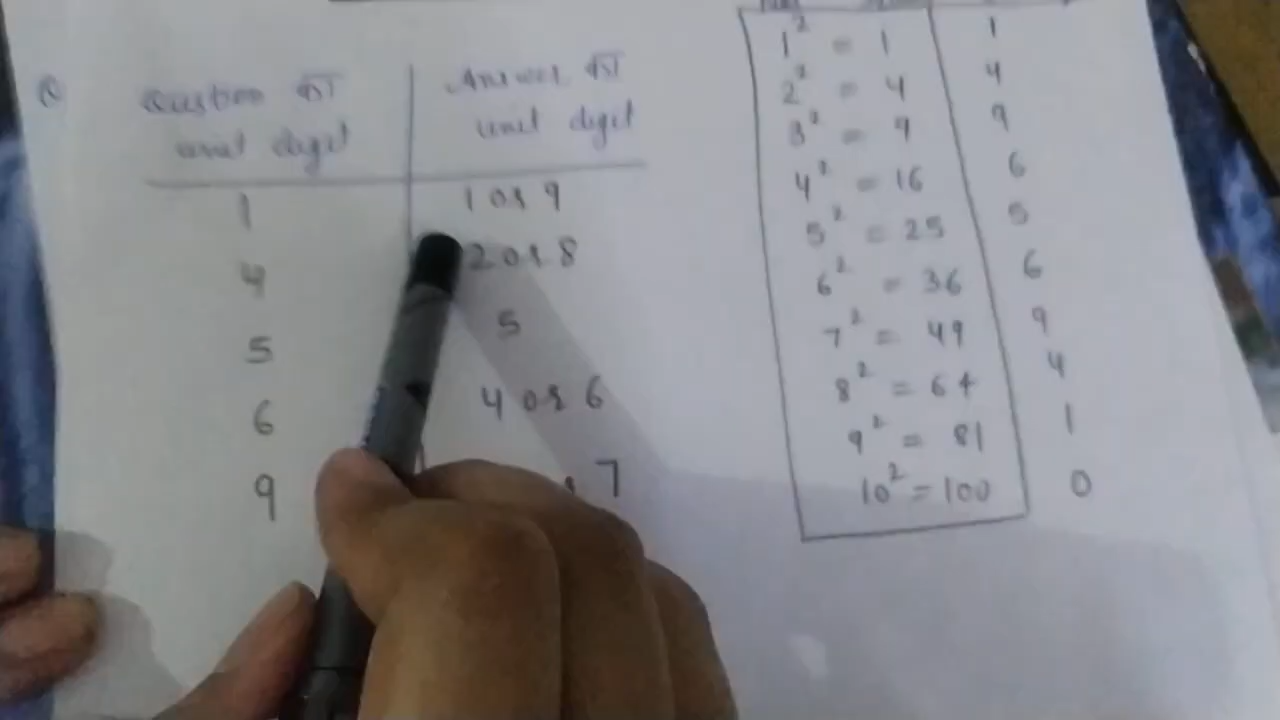 Q Question का Answer का
unit digit unit digit
1 1 or 9
4 2 or 8
5 5
6 4 or 6
9 7
1² = 1 1
2² = 4 4
3² = 9 9
4² = 16 6
5² = 25 5
6² = 36 6
7² = 49 9
8² = 64 4
9² = 81 1
10² = 100 0